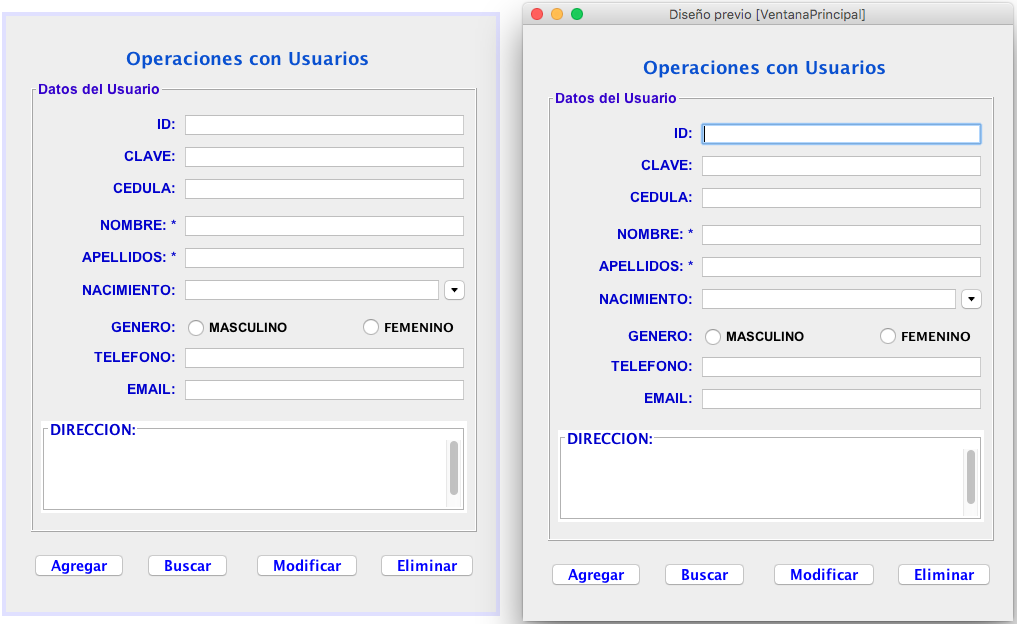 Operaciones con Usuarios
Datos del Usuario
ID:
CLAVE:
CEDULA:
NOMBRE: *
APELLIDOS: *
NACIMIENTO:
GENERO: MASCULINO FEMENINO
TELEFONO:
EMAIL:
DIRECCION:
Agregar Buscar Modificar Eliminar
Diseño previo [VentanaPrincipal]
Operaciones con Usuarios
Datos del Usuario
ID:
CLAVE:
CEDULA:
NOMBRE: *
APELLIDOS: *
NACIMIENTO:
GENERO: MASCULINO FEMENINO
TELEFONO:
EMAIL:
DIRECCION:
Agregar Buscar Modificar Eliminar